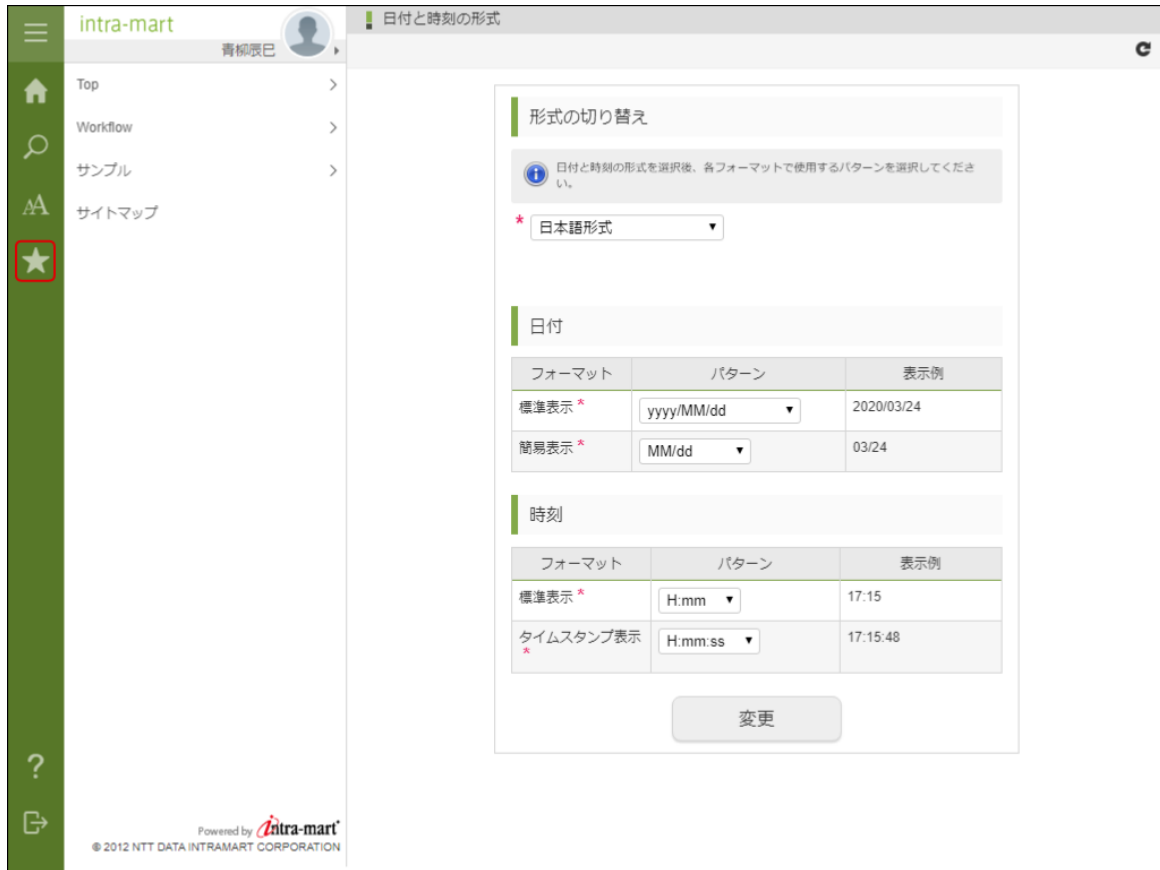 intra-mart
青柳辰巳
Top
Workflow
サンプル
サイトマップ
Powered by intra-mart
© 2012 NTT DATA INTRAMART CORPORATION
日付と時刻の形式
形式の切り替え
日付と時刻の形式を選択後、各フォーマットで使用するパターンを選択してくださ
い。
* 日本語形式
日付
フォーマット パターン 表示例
標準表示 * yyyy/MM/dd 2020/03/24
簡易表示 * MM/dd 03/24
時刻
フォーマット パターン 表示例
標準表示 * H:mm 17:15
タイムスタンプ表示 H:mm:ss 17:15:48
*
変更